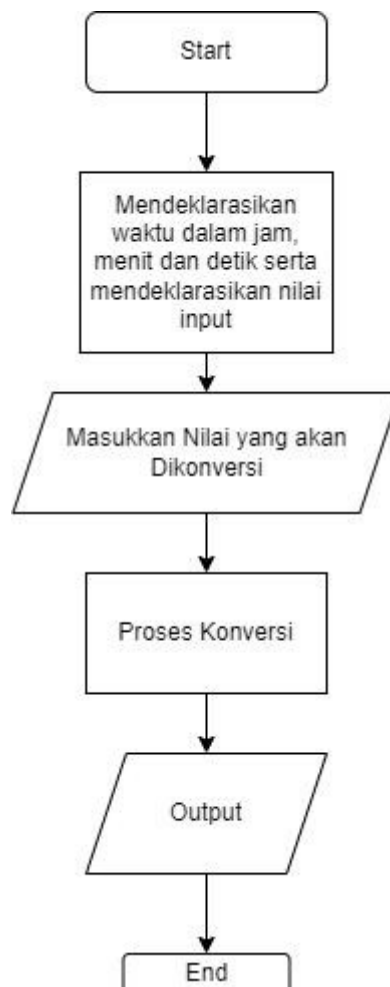 Start
Mendeklarasikan
waktu dalam jam,
menit dan detik serta
mendeklarasikan nilai
input
Masukkan Nilai yang akan
Dikonversi
Proses Konversi
Output
End